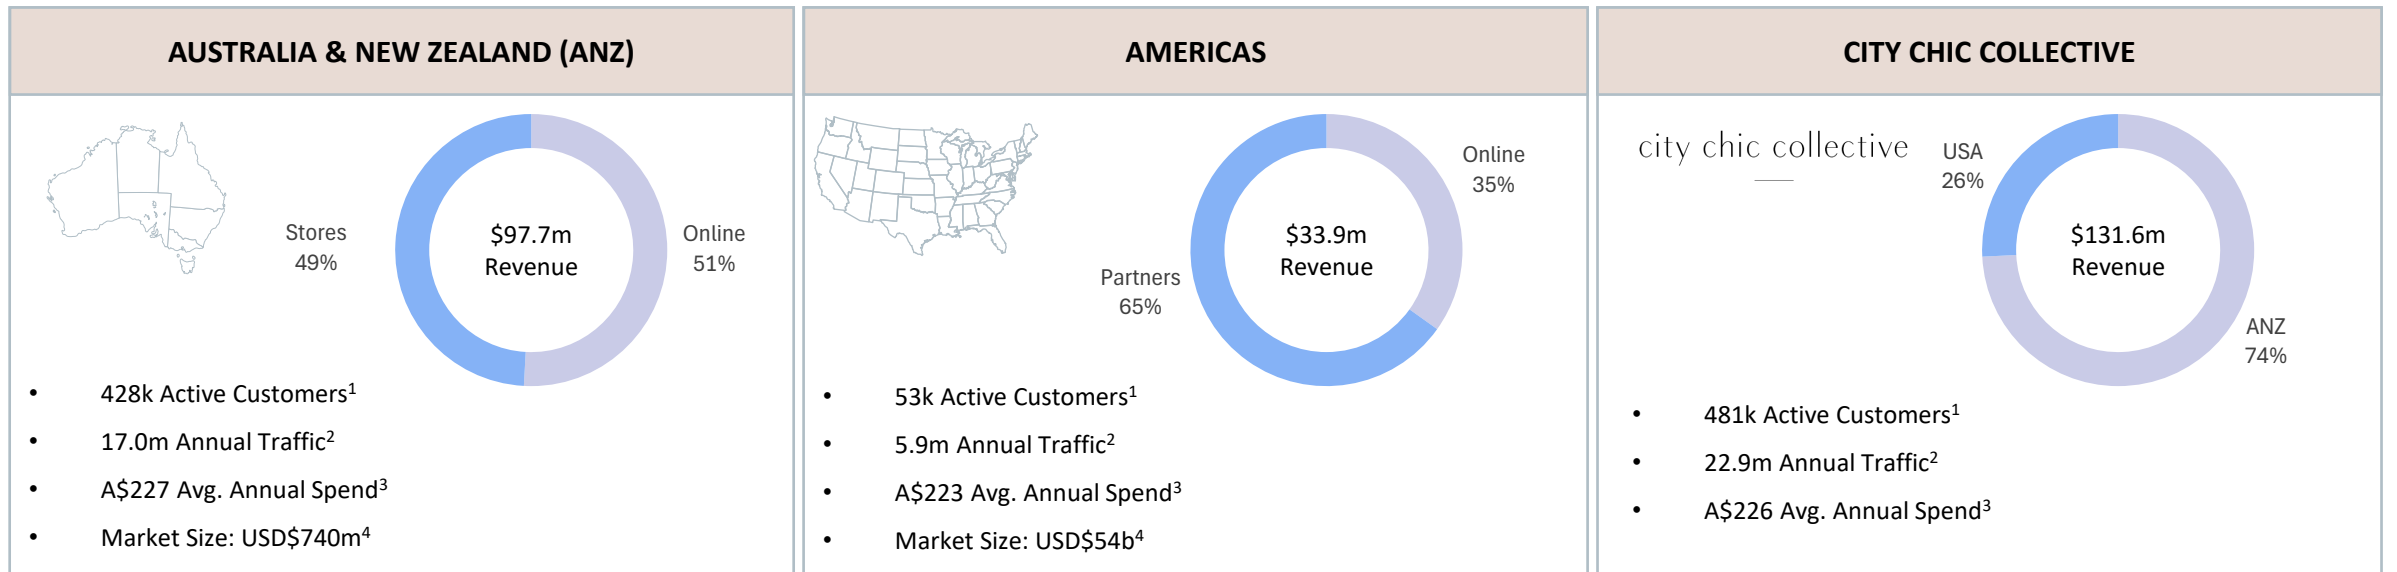 AUSTRALIA & NEW ZEALAND (ANZ)
Stores
49%
$97.7m
Revenue
Online
51%
• 428k Active Customers¹
• 17.0m Annual Traffic²
• A$227 Avg. Annual Spend³
• Market Size: USD$740m⁴
AMERICAS
Online
35%
$33.9m
Revenue
Partners
65%
• 53k Active Customers¹
• 5.9m Annual Traffic²
• A$223 Avg. Annual Spend³
• Market Size: USD$54b⁴
CITY CHIC COLLECTIVE
city chic collective
USA
26%
$131.6m
Revenue
ANZ
74%
• 481k Active Customers¹
• 22.9m Annual Traffic²
• A$226 Avg. Annual Spend³